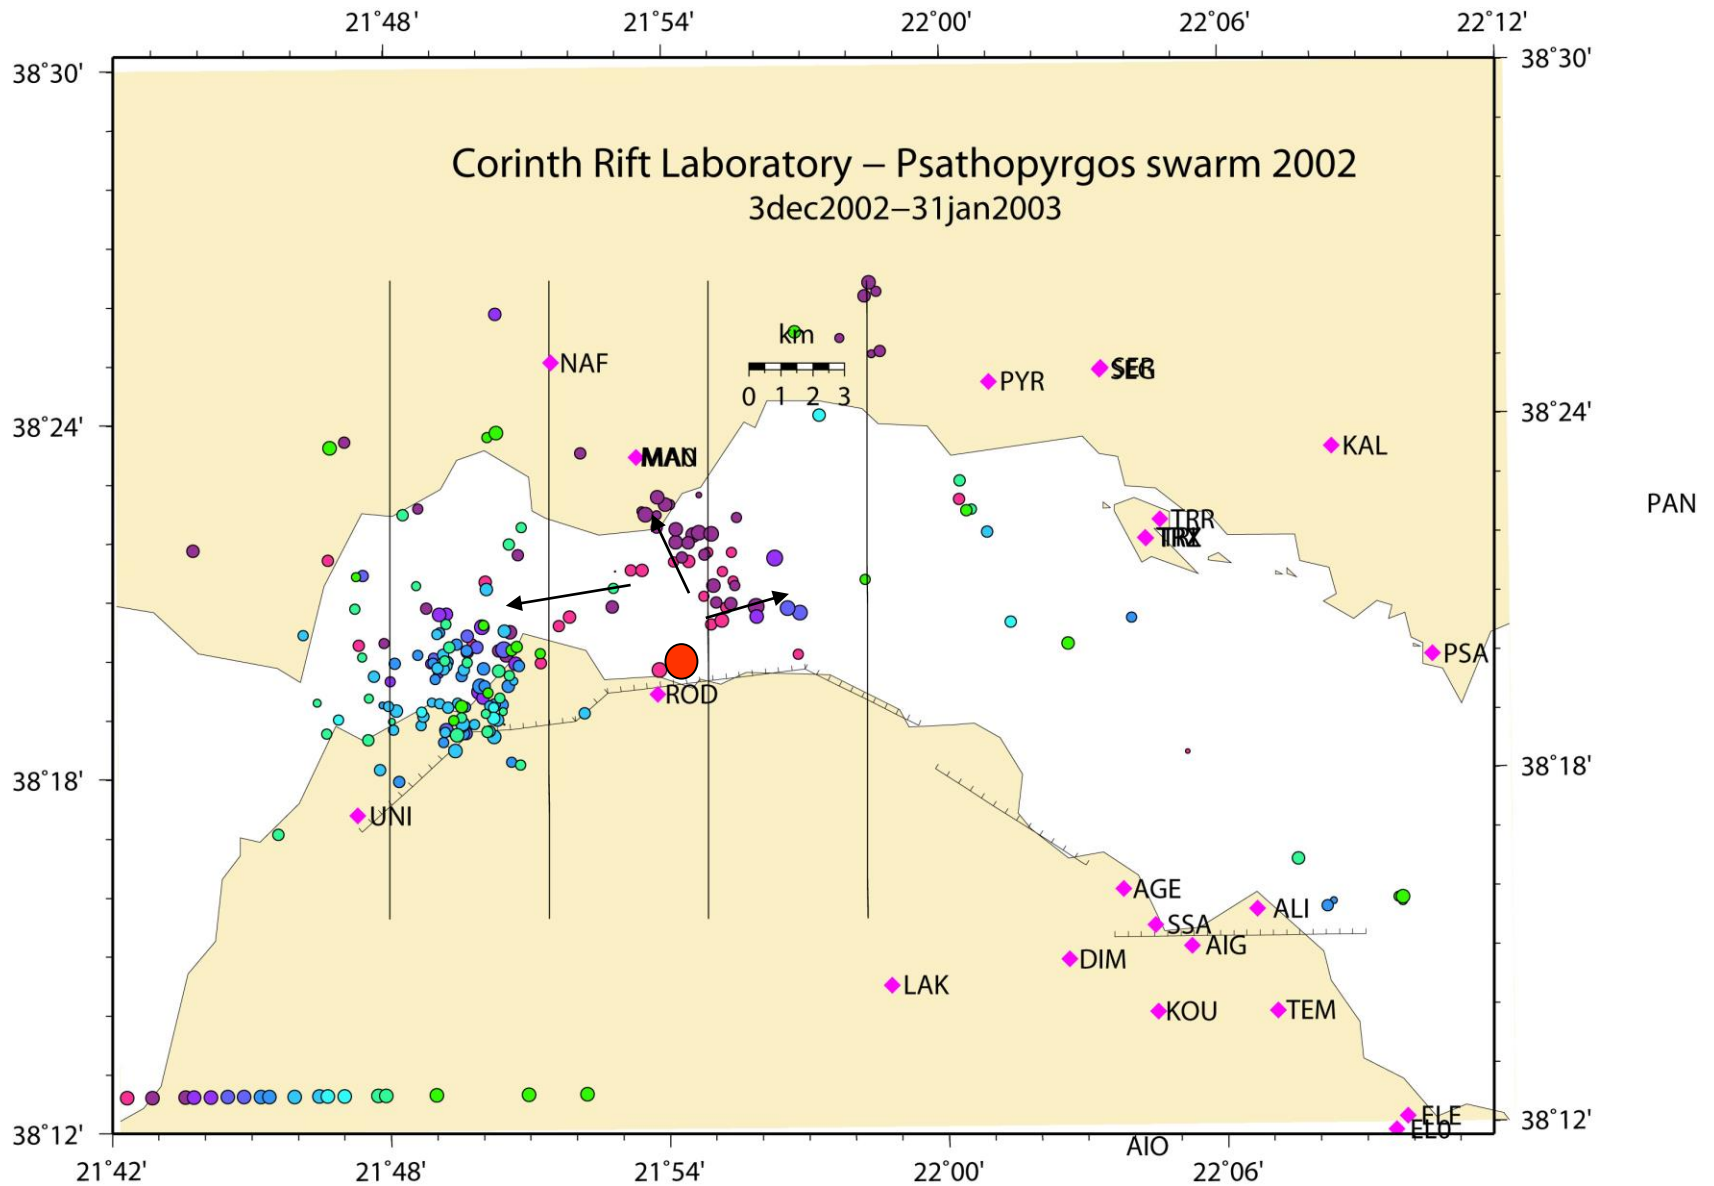 21°48'
21°54'
22°00'
22°06'
22°12'
38°30'
38°30'
Corinth Rift Laboratory – Psathopyrgos swarm 2002
3dec2002–31jan2003
km
0 1 2 3
NAF
PYR
SEG
38°24'
38°24'
KAL
PAN
TRR
PSA
ROD
38°18'
38°18'
UNI
AGE
ALI
SSA
AIG
DIM
LAK
KOU
TEM
ELE
38°12'
38°12'
AIO
21°42'
21°48'
21°54'
22°00'
22°06'